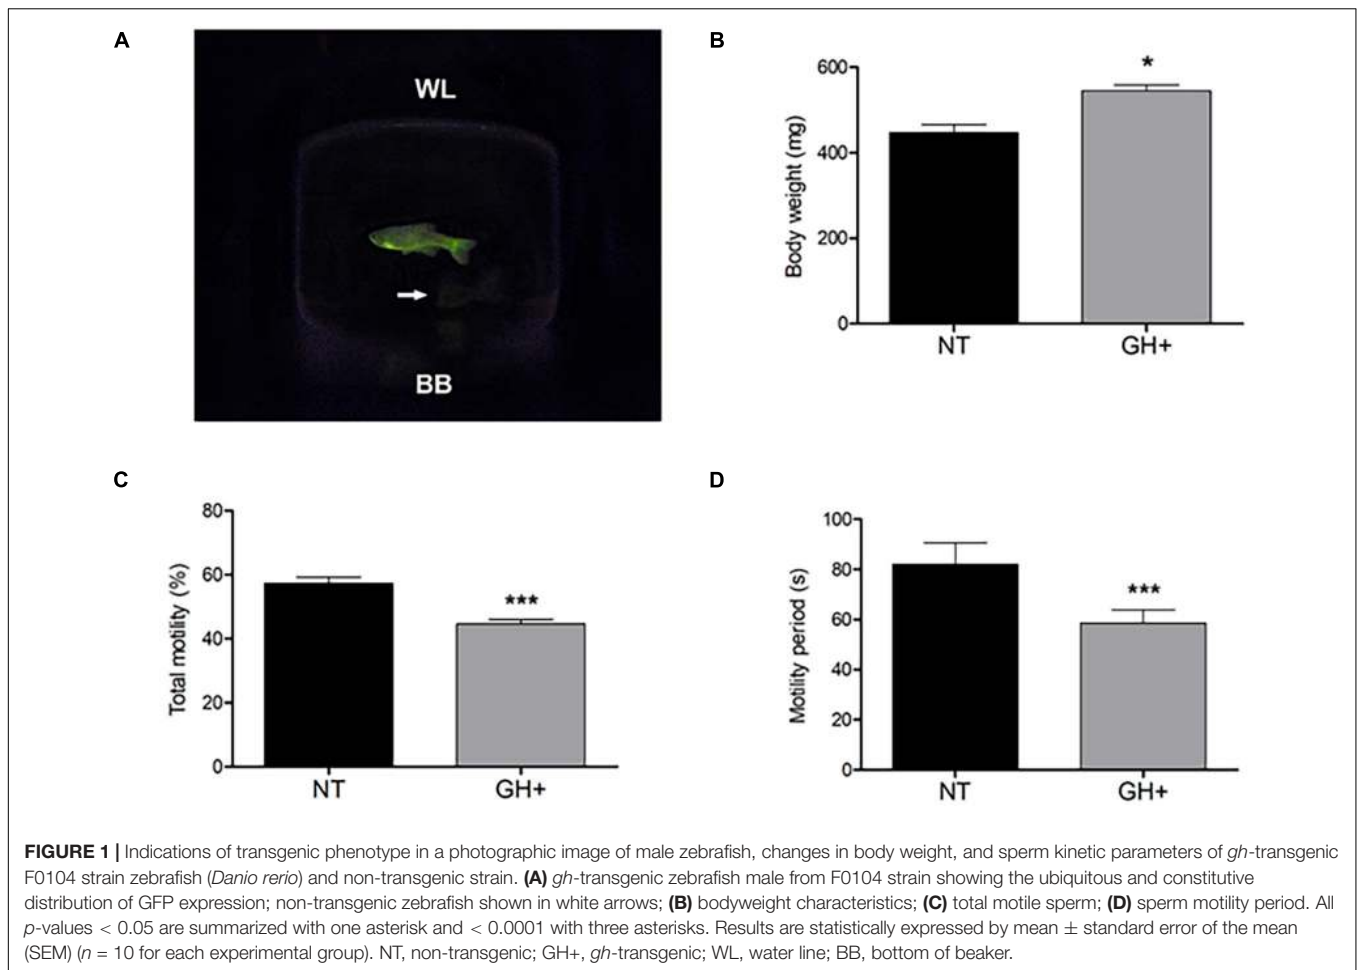 A
WL
BB
B
600
400
200
0
Body weight (mg)
*
NT
GH+
C
80
60
40
20
0
Total motility (%)
***
NT
GH+
D
100
80
60
40
20
0
Motility period (s)
***
NT
GH+
FIGURE 1 | Indications of transgenic phenotype in a photographic image of male zebrafish, changes in body weight, and sperm kinetic parameters of gh-transgenic
F0104 strain zebrafish (Danio rerio) and non-transgenic strain. (A) gh-transgenic zebrafish male from F0104 strain showing the ubiquitous and constitutive
distribution of GFP expression; non-transgenic zebrafish shown in white arrows; (B) bodyweight characteristics; (C) total motile sperm; (D) sperm motility period. All
p-values < 0.05 are summarized with one asterisk and < 0.0001 with three asterisks. Results are statistically expressed by mean ± standard error of the mean
(SEM) (n = 10 for each experimental group). NT, non-transgenic; GH+, gh-transgenic; WL, water line; BB, bottom of beaker.